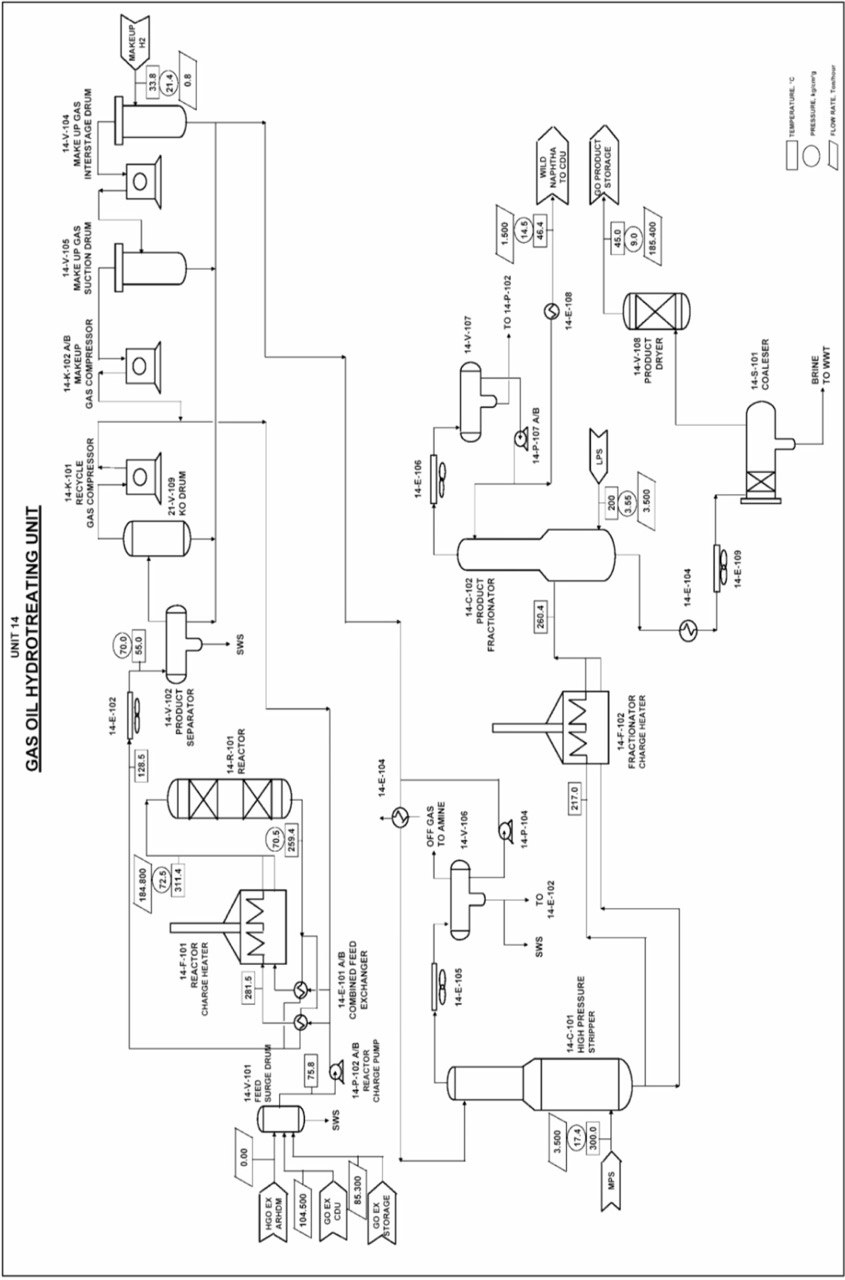 UNIT 14
GAS OIL HYDROTREATING UNIT
HGO EX
ARHDM
0.00
104.500
GO EX
CDU
85.300
GO EX
STORAGE
14-V-101
FEED
SURGE DRUM
SWS
75.8
14-P-102 A/B
REACTOR
CHARGE PUMP
14-E-101 A/B
COMBINED FEED
EXCHANGER
281.5
14-F-101
REACTOR
CHARGE HEATER
184.800
72.5
311.4
14-R-101
REACTOR
70.5
259.4
128.5
14-E-102
70.0
55.0
14-V-102
PRODUCT
SEPARATOR
SWS
21-V-109
KO DRUM
14-K-101
RECYCLE
GAS COMPRESSOR
14-K-102 A/B
MAKEUP
GAS COMPRESSOR
14-V-105
MAKE UP GAS
SUCTION DRUM
14-V-104
MAKE UP GAS
INTERSTAGE DRUM
MAKEUP
H2
33.8
21.4
0.8
MPS
3.500
17.4
300.0
14-C-101
HIGH PRESSURE
STRIPPER
14-E-105
SWS
TO
14-E-102
OFF GAS
TO AMINE
14-V-106
14-P-104
14-E-104
217.0
14-F-102
FRACTIONATOR
CHARGE HEATER
260.4
14-C-102
PRODUCT
FRACTIONATOR
14-E-106
14-V-107
TO 14-P-102
14-P-107 A/B
LPS
200
3.55
3.500
14-E-108
1.500
14.5
46.4
WILD
NAPHTHA
TO CDU
14-E-104
14-E-109
14-S-101
COALESER
BRINE
TO WWT
14-V-108
PRODUCT
DRYER
45.0
9.0
185.400
GO PRODUCT
STORAGE
TEMPERATURE, °C
PRESSURE, kg/cm²g
FLOW RATE, Ton/hour